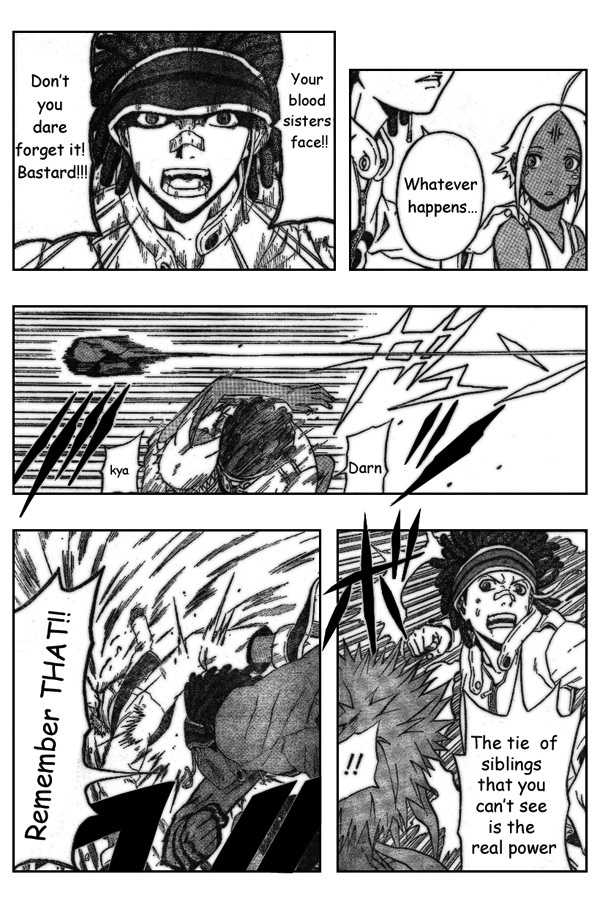 Whatever
happens...
Your
blood
sisters
face!!
Don't
you
dare
forget it!
Bastard!!!
Darn
kya
The tie of
siblings
that you
can't see
is the
real power
!!
Remember THAT!!